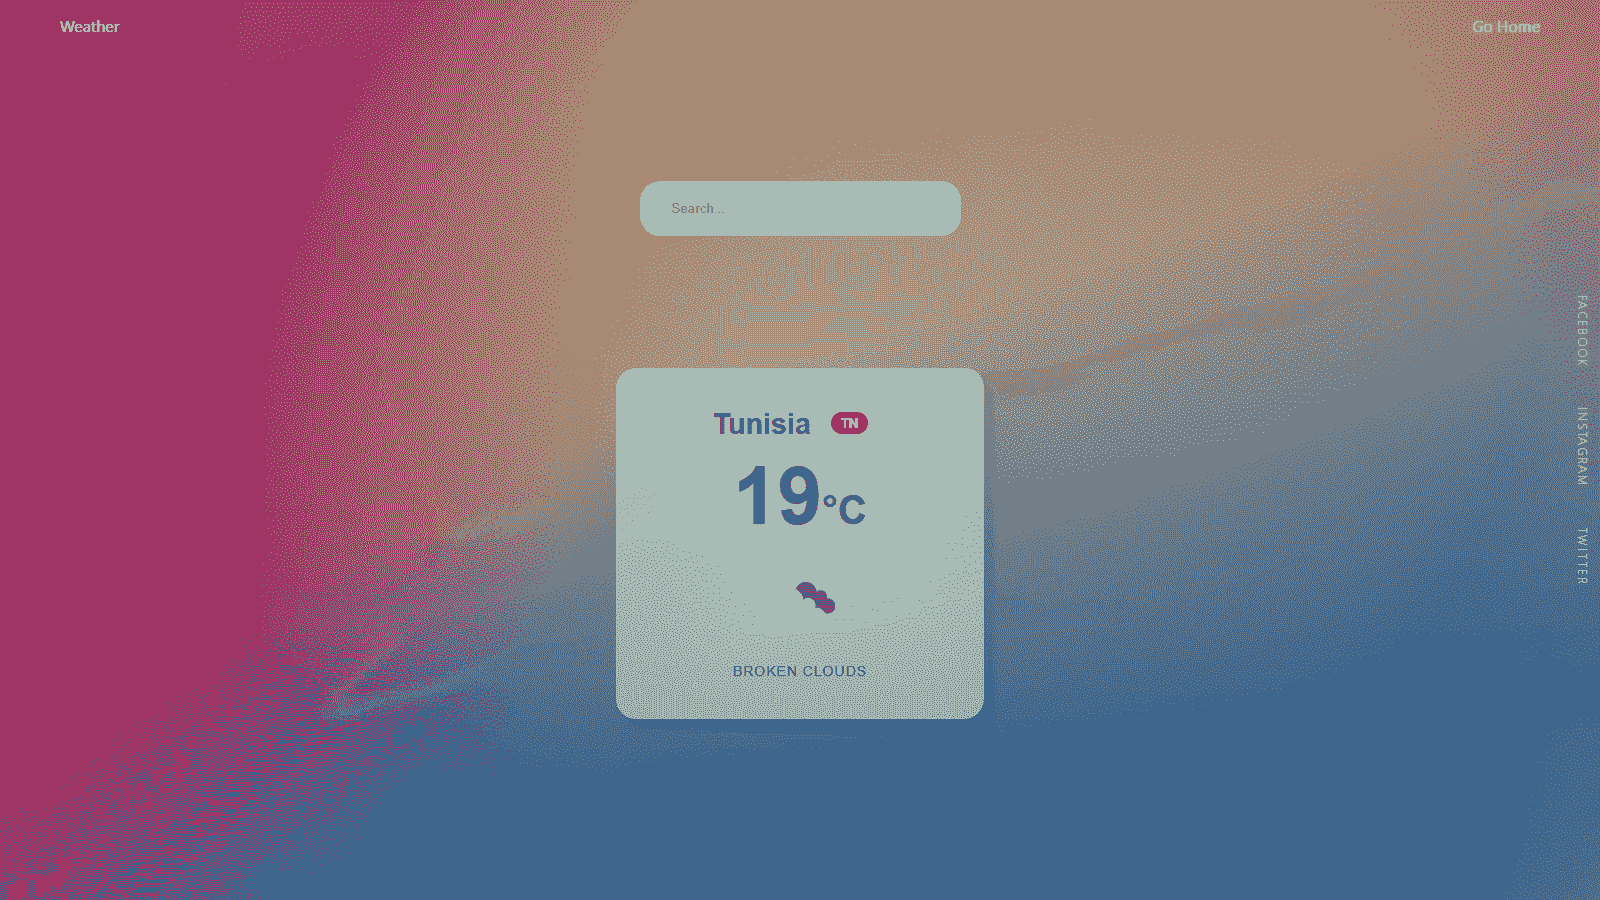 Weather
Go Home
Search...
Tunisia TN
19°C
BROKEN CLOUDS
FACEBOOK
INSTAGRAM
TWITTER